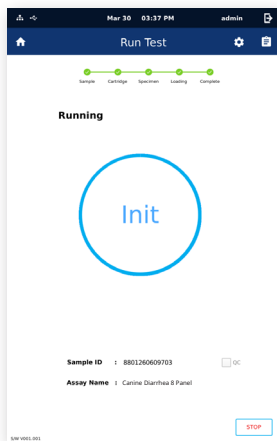 Mar 30 03:37 PM admin
Run Test
Sample Cartridge Specimen Loading Complete
Running
Init
Sample ID : 8801260609703 QC
Assay Name : Canine Diarrhea 8 Panel
STOP
S/W V001.001